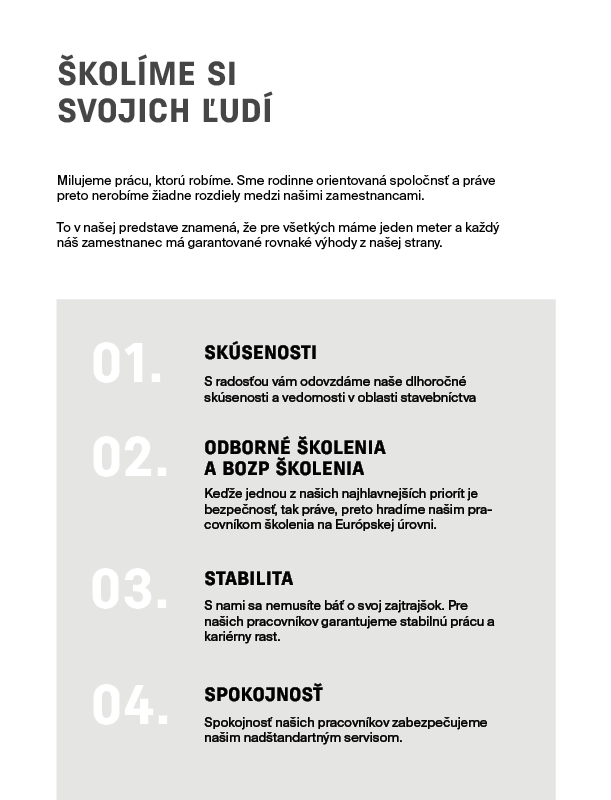 ŠKOLÍME SI
SVOJICH ĽUDÍ
Milujeme prácu, ktorú robíme. Sme rodinne orientovaná spoločnsť a práve
preto nerobíme žiadne rozdiely medzi našimi zamestnancami.
To v našej predstave znamená, že pre všetkých máme jeden meter a každý
náš zamestnanec má garantované rovnaké výhody z našej strany.
01.
SKÚSENOSTI
S radosťou vám odovzdáme naše dlhoročné
skúsenosti a vedomosti v oblasti stavebníctva
02.
ODBORNÉ ŠKOLENIA
A BOZP ŠKOLENIA
Keďže jednou z našich najhlavnejších priorít je
bezpečnosť, tak práve, preto hradíme našim pra-
covníkom školenia na Európskej úrovni.
03.
STABILITA
S nami sa nemusíte báť o svoj zajtrajšok. Pre
našich pracovníkov garantujeme stabilnú prácu a
kariérny rast.
04.
SPOKOJNOSŤ
Spokojnosť našich pracovníkov zabezpečujeme
našim nadštandartným servisom.